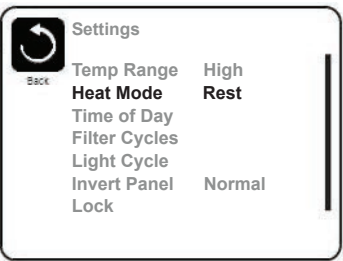 Settings
Back
Temp Range High
Heat Mode Rest
Time of Day
Filter Cycles
Light Cycle
Invert Panel Normal
Lock